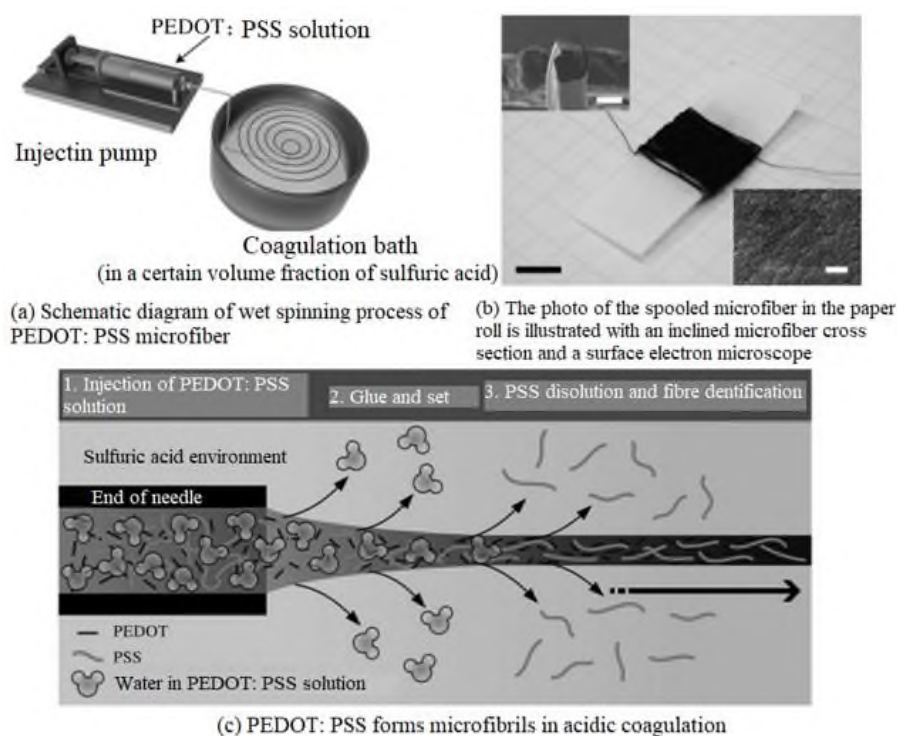 PEDOT: PSS solution
Injectin pump
Coagulation bath
(in a certain volume fraction of sulfuric acid)
(a) Schematic diagram of wet spinning process of
PEDOT: PSS microfiber
(b) The photo of the spooled microfiber in the paper
roll is illustrated with an inclined microfiber cross
section and a surface electron microscope
1. Injection of PEDOT: PSS
solution
2. Glue and set
3. PSS disolution and fibre dentification
Sulfuric acid environment
End of needle
PEDOT
PSS
Water in PEDOT: PSS solution
(c) PEDOT: PSS forms microfibrils in acidic coagulation